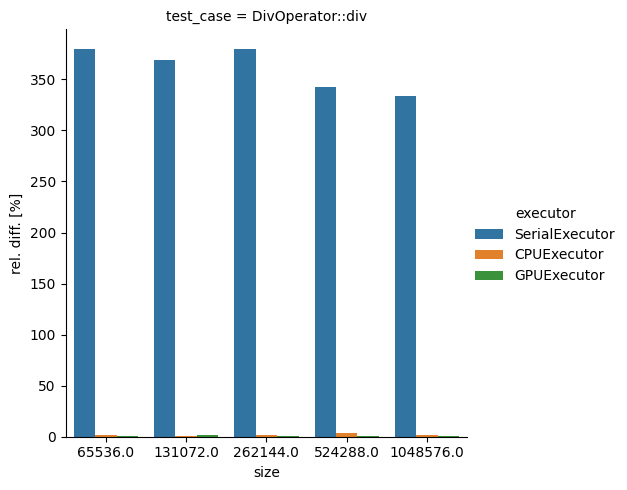 test_case = DivOperator::div
rel. diff. [%]
350
300
250
200
150
100
50
0
65536.0 131072.0 262144.0 524288.0 1048576.0
size
executor
SerialExecutor
CPUExecutor
GPUExecutor